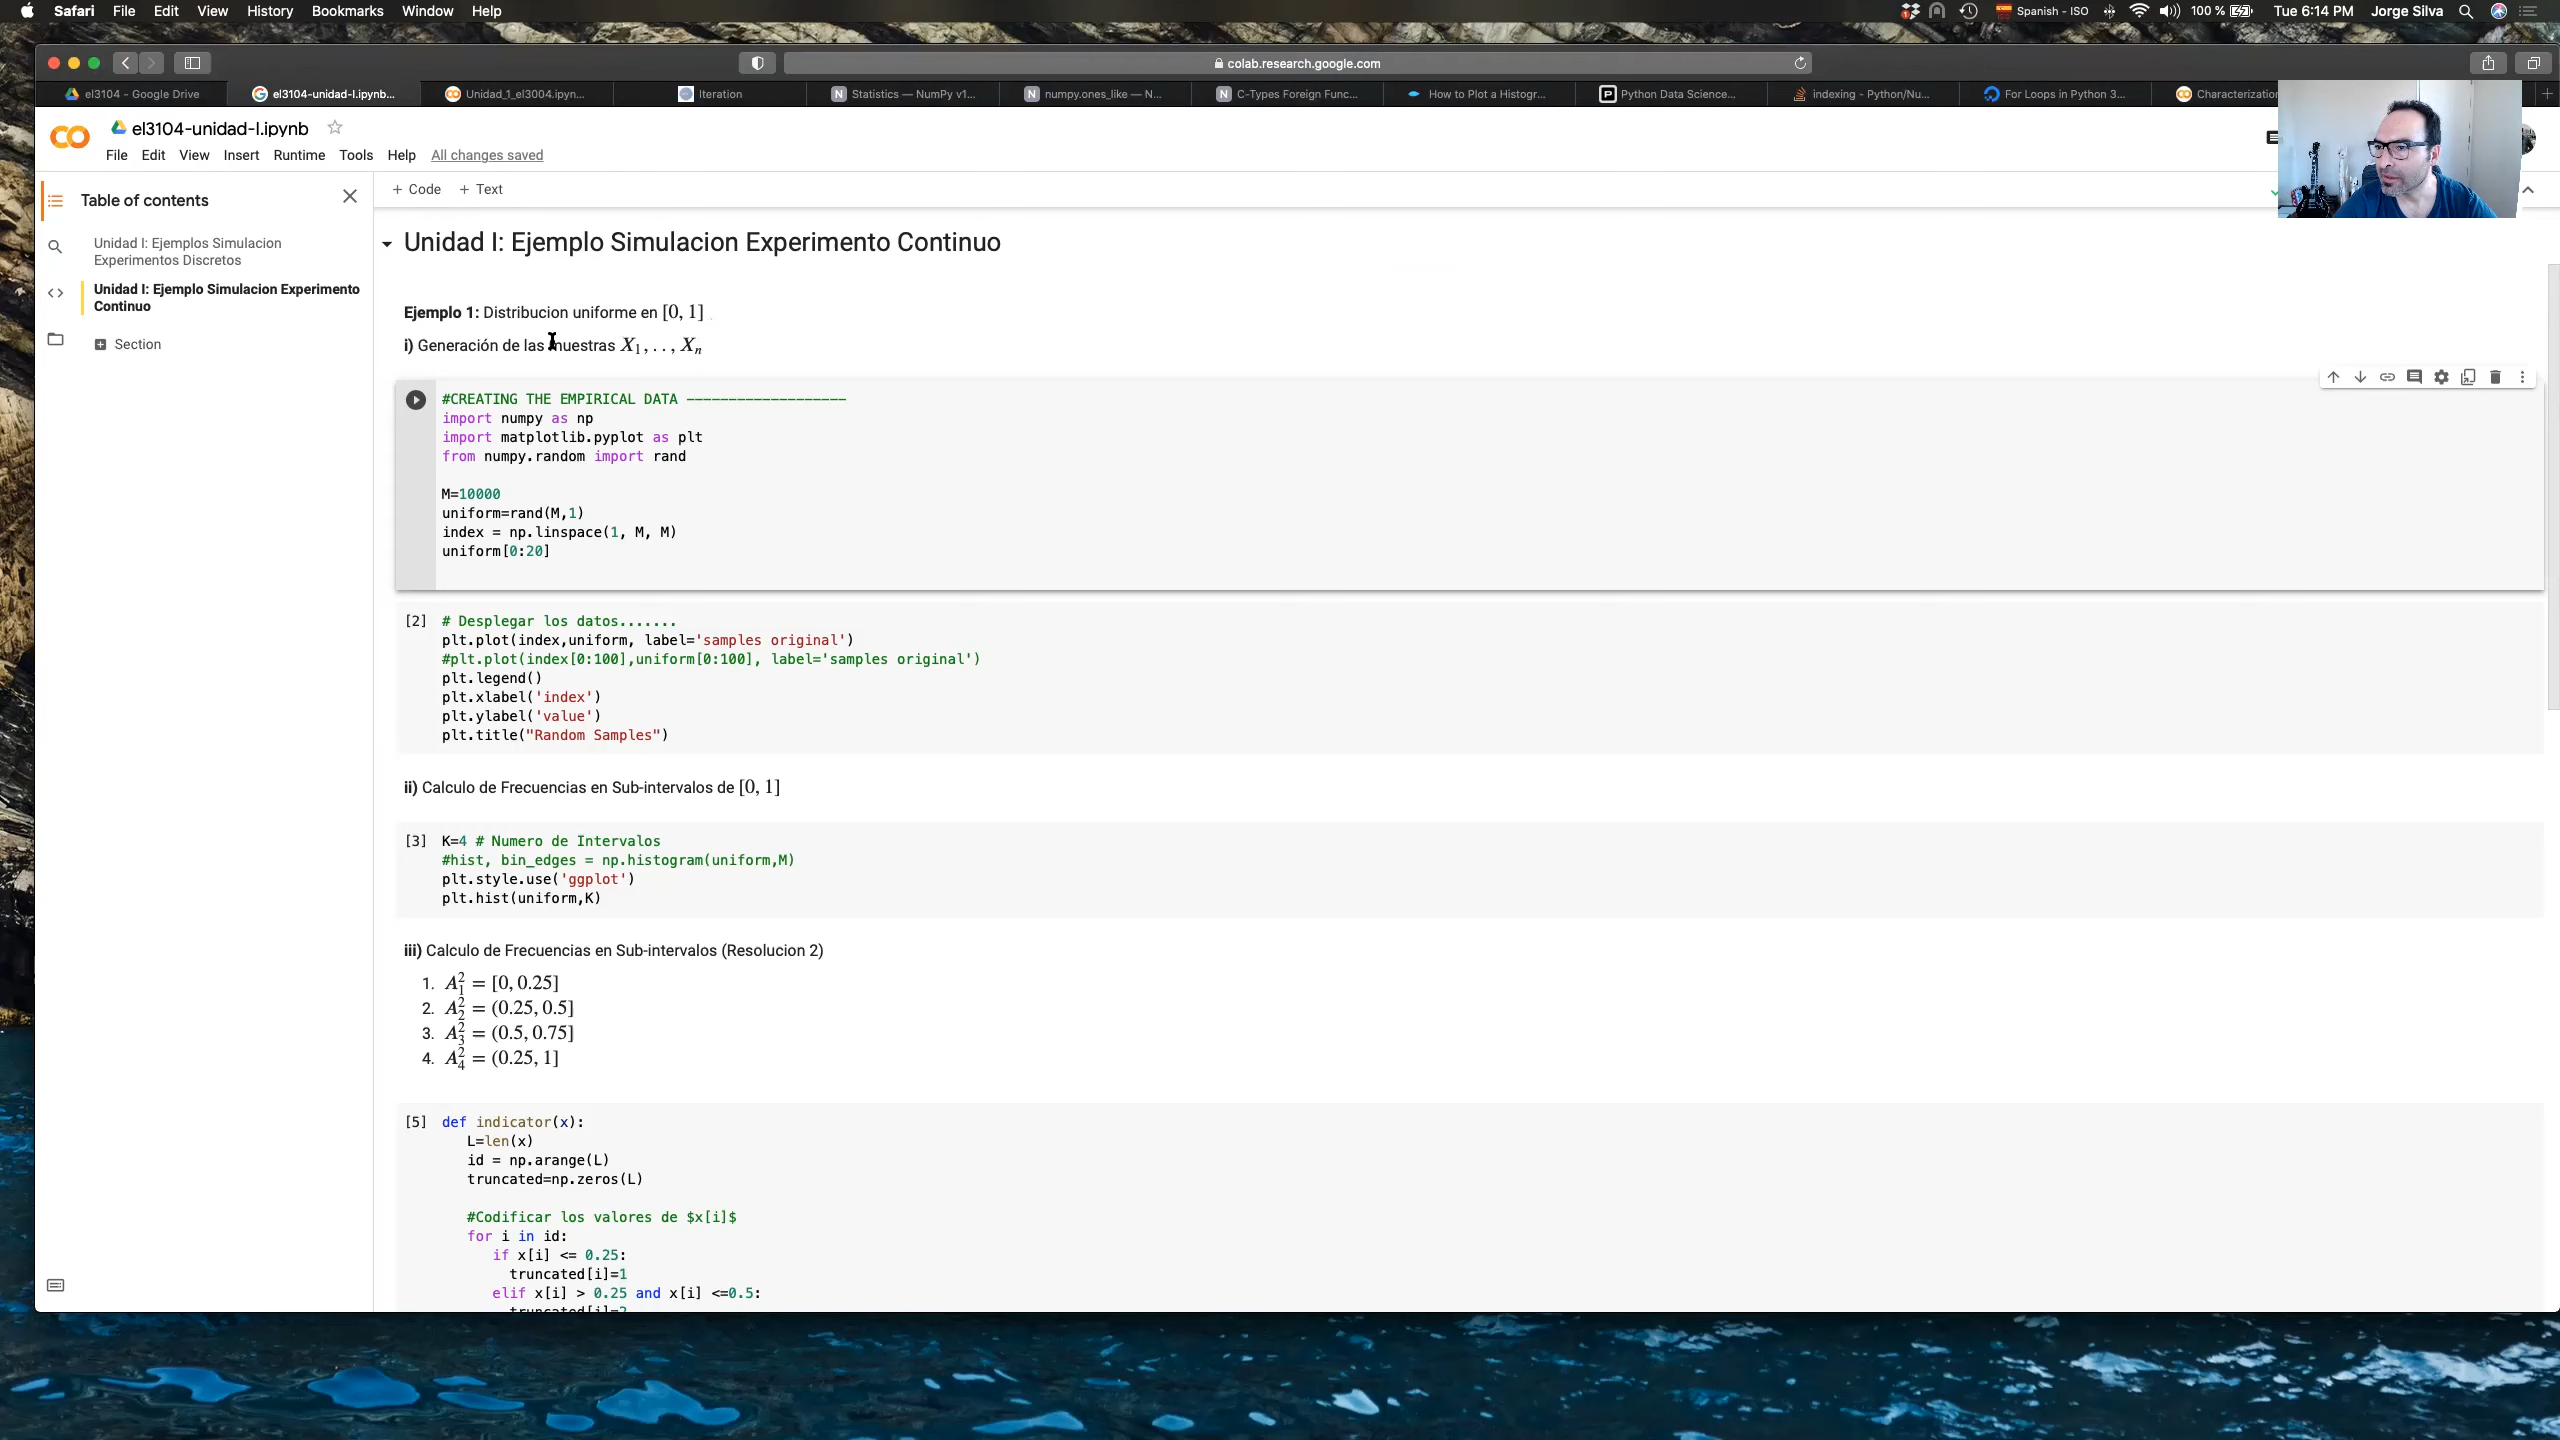 Safari File Edit View History Bookmarks Window Help Spanish - ISO 100 % Tue 6:14 PM Jorge Silva
colab.research.google.com
el3104 - Google Drive el3104-unidad-I.ipynb... Unidad_1_el3004.ipyn... Iteration Statistics — NumPy v1... numpy.ones_like — N... C-Types Foreign Func... How to Plot a Histogr... Python Data Science... indexing - Python/Nu... For Loops in Python 3... Characterization
el3104-unidad-I.ipynb
File Edit View Insert Runtime Tools Help All changes saved
Table of contents
+ Code + Text
Unidad I: Ejemplos Simulacion
Experimentos Discretos
Unidad I: Ejemplo Simulacion Experimento
Continuo
Section
Unidad I: Ejemplo Simulacion Experimento Continuo
Ejemplo 1: Distribucion uniforme en [0, 1]
i) Generación de las muestras X₁, . . , Xₙ
#CREATING THE EMPIRICAL DATA -------------------
import numpy as np
import matplotlib.pyplot as plt
from numpy.random import rand
M=10000
uniform=rand(M,1)
index = np.linspace(1, M, M)
uniform[0:20]
[2] # Desplegar los datos.......
plt.plot(index,uniform, label='samples original')
#plt.plot(index[0:100],uniform[0:100], label='samples original')
plt.legend()
plt.xlabel('index')
plt.ylabel('value')
plt.title("Random Samples")
ii) Calculo de Frecuencias en Sub-intervalos de [0, 1]
[3] K=4 # Numero de Intervalos
#hist, bin_edges = np.histogram(uniform,M)
plt.style.use('ggplot')
plt.hist(uniform,K)
iii) Calculo de Frecuencias en Sub-intervalos (Resolucion 2)
1. A₁² = [0, 0.25]
2. A₂² = (0.25, 0.5]
3. A₃² = (0.5, 0.75]
4. A₄² = (0.25, 1]
[5] def indicator(x):
L=len(x)
id = np.arange(L)
truncated=np.zeros(L)
#Codificar los valores de $x[i]$
for i in id:
if x[i] <= 0.25:
truncated[i]=1
elif x[i] > 0.25 and x[i] <=0.5:
truncated[i]=2